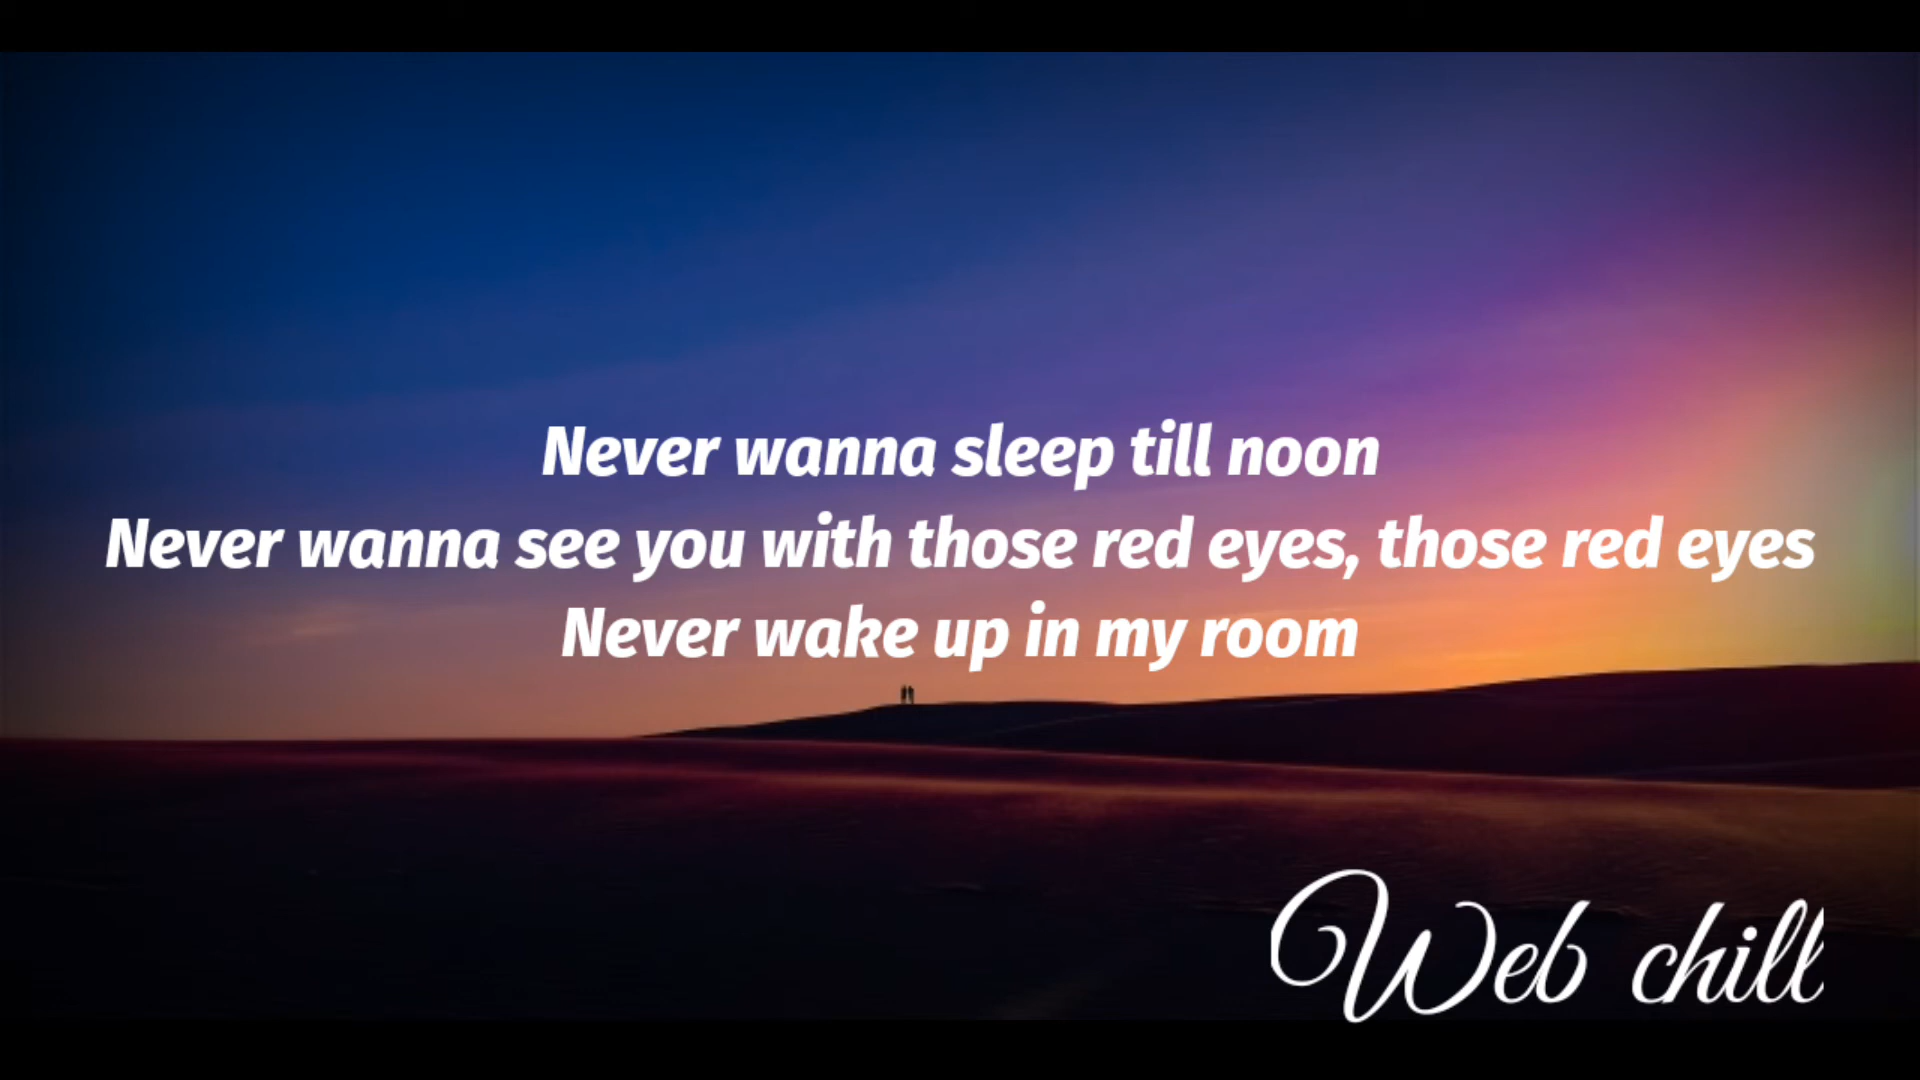 Never wanna sleep till noon
Never wanna see you with those red eyes, those red eyes
Never wake up in my room
Web chill